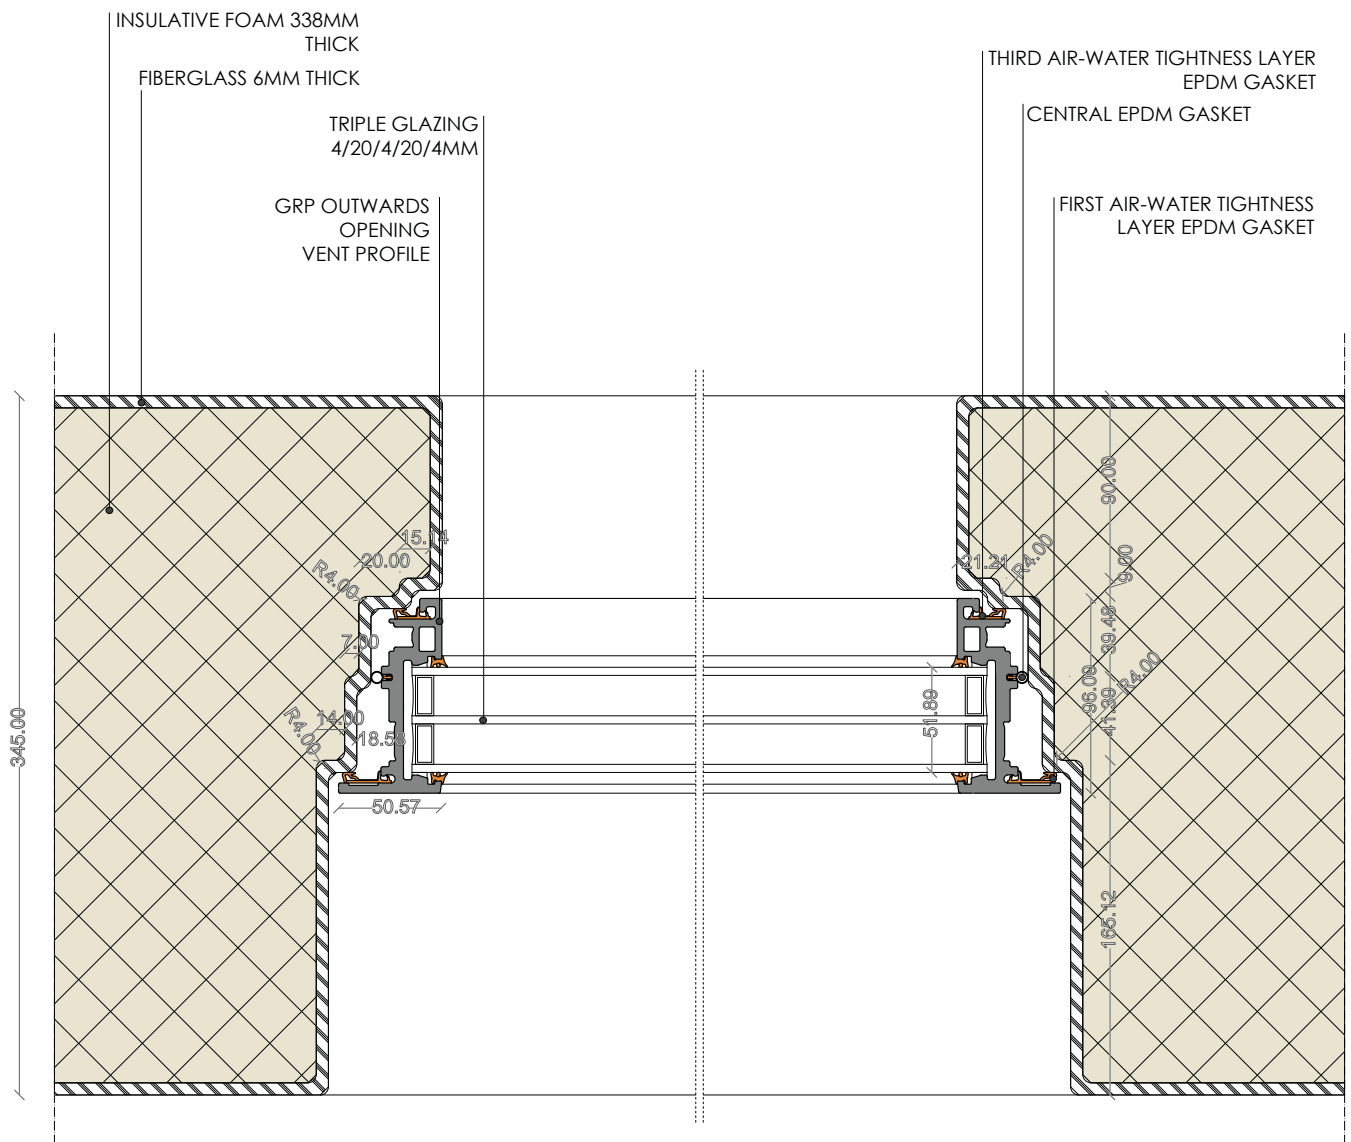 INSULATIVE FOAM 338MM
THICK
FIBERGLASS 6MM THICK
TRIPLE GLAZING
4/20/4/20/4MM
GRP OUTWARDS
OPENING
VENT PROFILE
THIRD AIR-WATER TIGHTNESS LAYER
EPDM GASKET
CENTRAL EPDM GASKET
FIRST AIR-WATER TIGHTNESS
LAYER EPDM GASKET
345.00
15.14
20.00
R4.00
7.00
14.00
18.58
R4.00
50.57
51.89
21.21
R4.00
90.00
9.00
39.48
R4.00
96.09
41.39
165.12